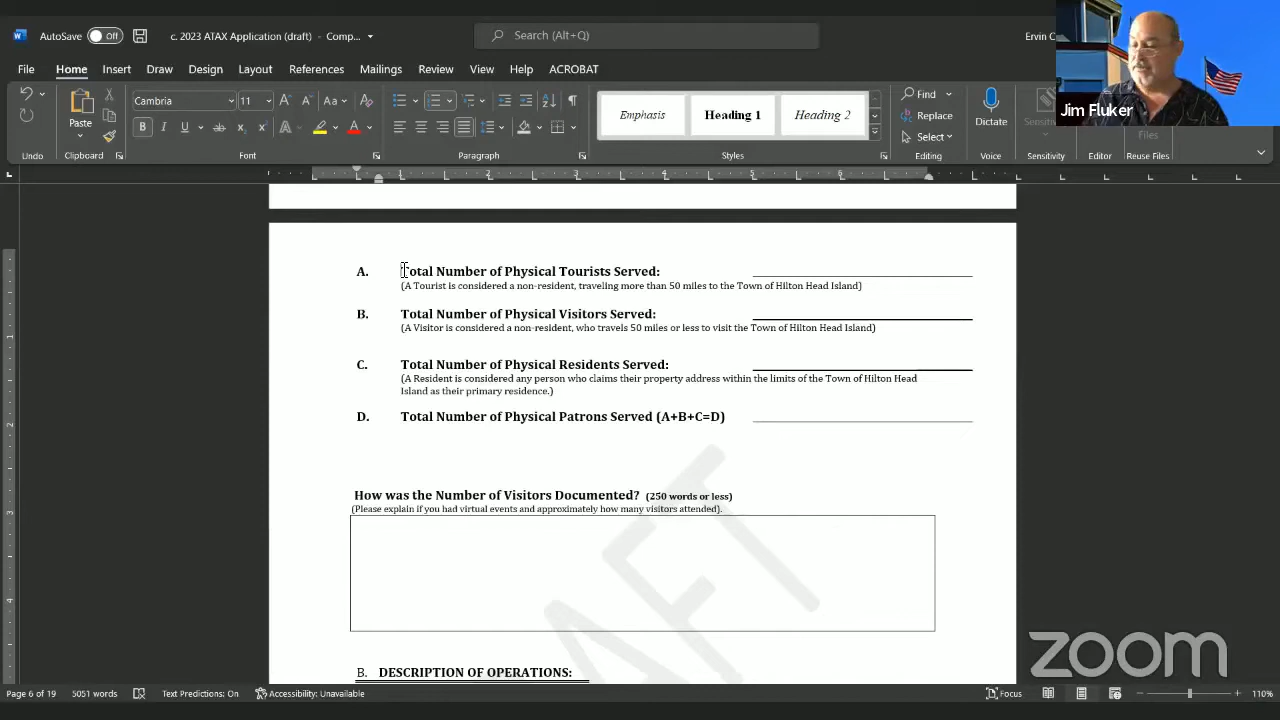 AutoSave Off c. 2023 ATAX Application (draft) - Comp... Search (Alt+Q) Ervin C
File Home Insert Draw Design Layout References Mailings Review View Help ACROBAT
Jim Fluker
Cambria 11 Aa
Paste
Emphasis Heading 1 Heading 2
Find
Replace
Select
Dictate
Sensitivity
Files
Undo Clipboard Font Paragraph Styles Editing Voice Sensitivity Editor Reuse Files
1 2 3 4 5 6
A. Total Number of Physical Tourists Served:
(A Tourist is considered a non-resident, traveling more than 50 miles to the Town of Hilton Head Island)
B. Total Number of Physical Visitors Served:
(A Visitor is considered a non-resident, who travels 50 miles or less to visit the Town of Hilton Head Island)
C. Total Number of Physical Residents Served:
(A Resident is considered any person who claims their property address within the limits of the Town of Hilton Head
Island as their primary residence.)
D. Total Number of Physical Patrons Served (A+B+C=D)
How was the Number of Visitors Documented? (250 words or less)
(Please explain if you had virtual events and approximately how many visitors attended).
B. DESCRIPTION OF OPERATIONS:
zoom
Page 6 of 19 5051 words Text Predictions: On Accessibility: Unavailable Focus 110%